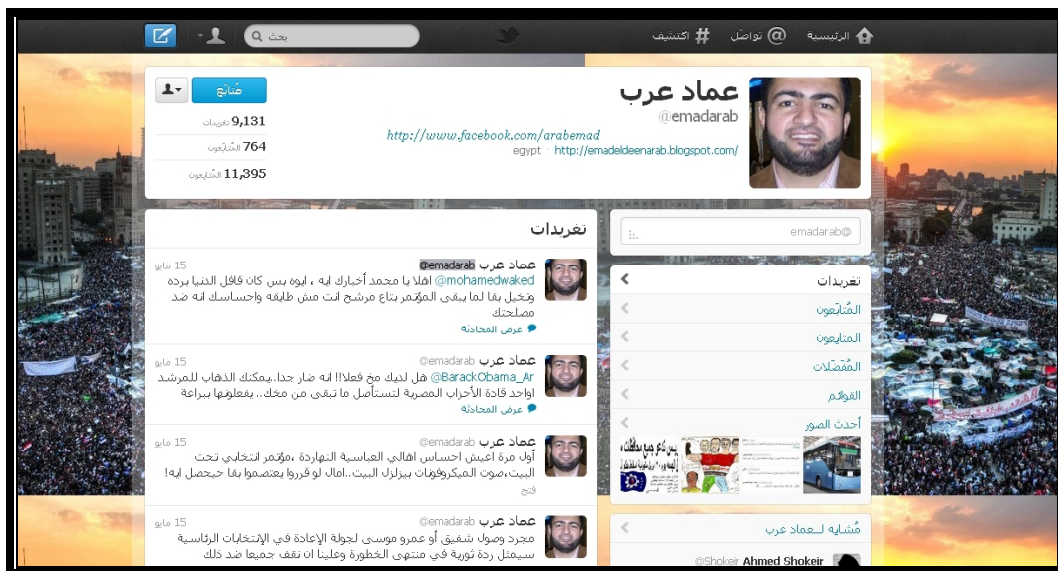 الرئيسية @ تواصل # اكتشف
بحث
عماد عرب
@emadarab
http://www.facebook.com/arabemad
egypt · http://emadeldeenarab.blogspot.com/
مُتابَع
9,131 تغريدات
764 المُتابَعون
11,395 المُتابِعون
@emadarab
تغريدات
المُتابَعون
المتابعون
المُفَضّلات
القوائم
أحدث الصور
مُشابه لــعماد عرب
Ahmed Shokeir @Shokeir
تغريدات
عماد عرب @emadarab 15 مايو
@mohamedwaked اهلا يا محمد أخبارك ايه ، ايوه بس كان قافل الدنيا برده
وتخيل بقا لما يبقى المؤتمر بتاع مرشح انت مش طايقه واحساسك انه ضد
مصلحتك
عرض المحادثة
عماد عرب @emadarab 15 مايو
@BarackObama_Ar هل لديك مخ فعلا!! انه ضار جدا..يمكنك الذهاب للمرشد
اواحد قادة الأحزاب المصرية لتستأصل ما تبقى من مخك.. يفعلونها ببراعة
عرض المحادثة
عماد عرب @emadarab 15 مايو
أول مرة اعيش احساس اهالي العباسية النهاردة ،مؤتمر انتخابي تحت
البيت،صوت الميكروفونات بيزلزل البيت..امال لو قرروا يعتصموا بقا حيحصل ايه!
فتح
عماد عرب @emadarab 15 مايو
مجرد وصول شفيق أو عمرو موسى لجولة الإعادة في الإنتخابات الرئاسية
سيمثل ردة ثورية في منتهى الخطورة وعلينا ان نقف جميعا ضد ذلك